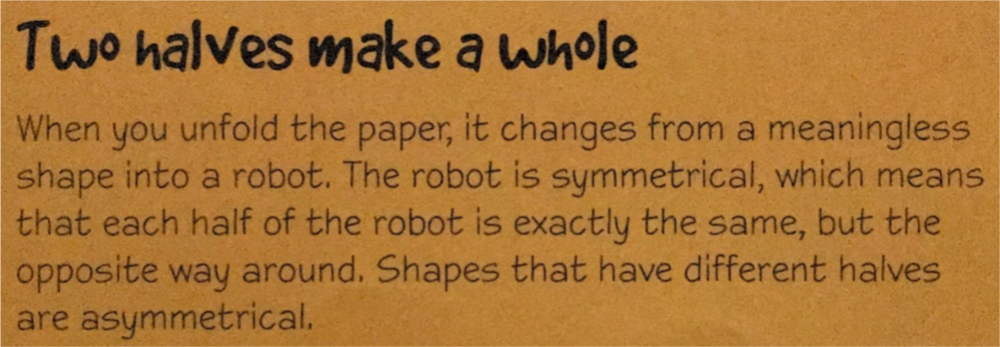 Two halves make a whole
When you unfold the paper, it changes from a meaningless
shape into a robot. The robot is symmetrical, which means
that each half of the robot is exactly the same, but the
opposite way around. Shapes that have different halves
are asymmetrical.